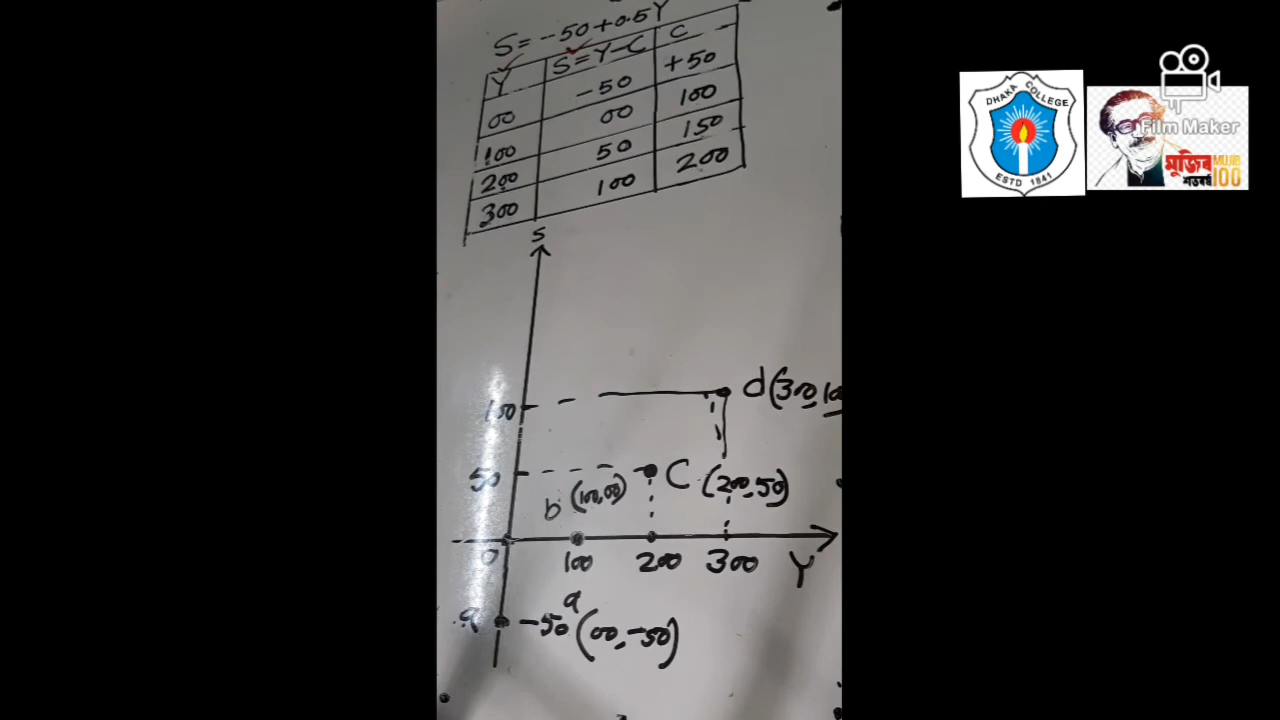 S = -50+0.5Y
Y S=Y-C C
00 -50 +50
100 00 100
200 50 150
300 100 200
S
100
d(300,100
50
C (200,50)
b (100,00)
0 100 200 300 Y
a -50 a(00,-50)
DHAKA COLLEGE
ESTD 1841
Film Maker
মুজিব MUJIB
শতবর্ষ 100